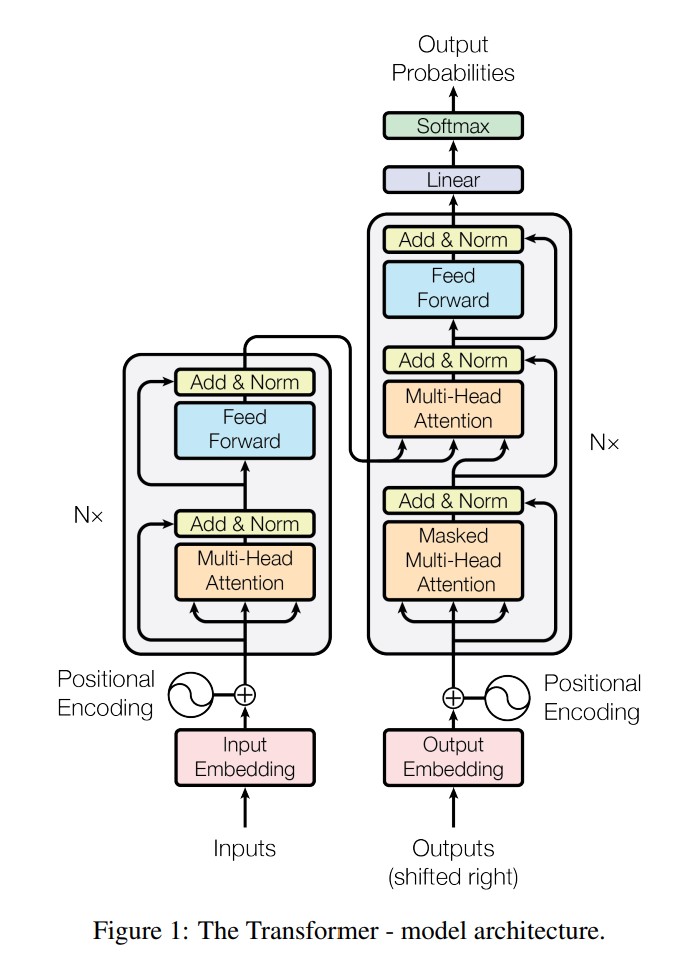 Output
Probabilities
Softmax
Linear
Add & Norm
Feed
Forward
Add & Norm
Multi-Head
Attention
Add & Norm
Masked
Multi-Head
Attention
N×
Add & Norm
Feed
Forward
Add & Norm
Multi-Head
Attention
N×
Positional
Encoding
Positional
Encoding
Input
Embedding
Output
Embedding
Inputs
Outputs
(shifted right)
Figure 1: The Transformer - model architecture.